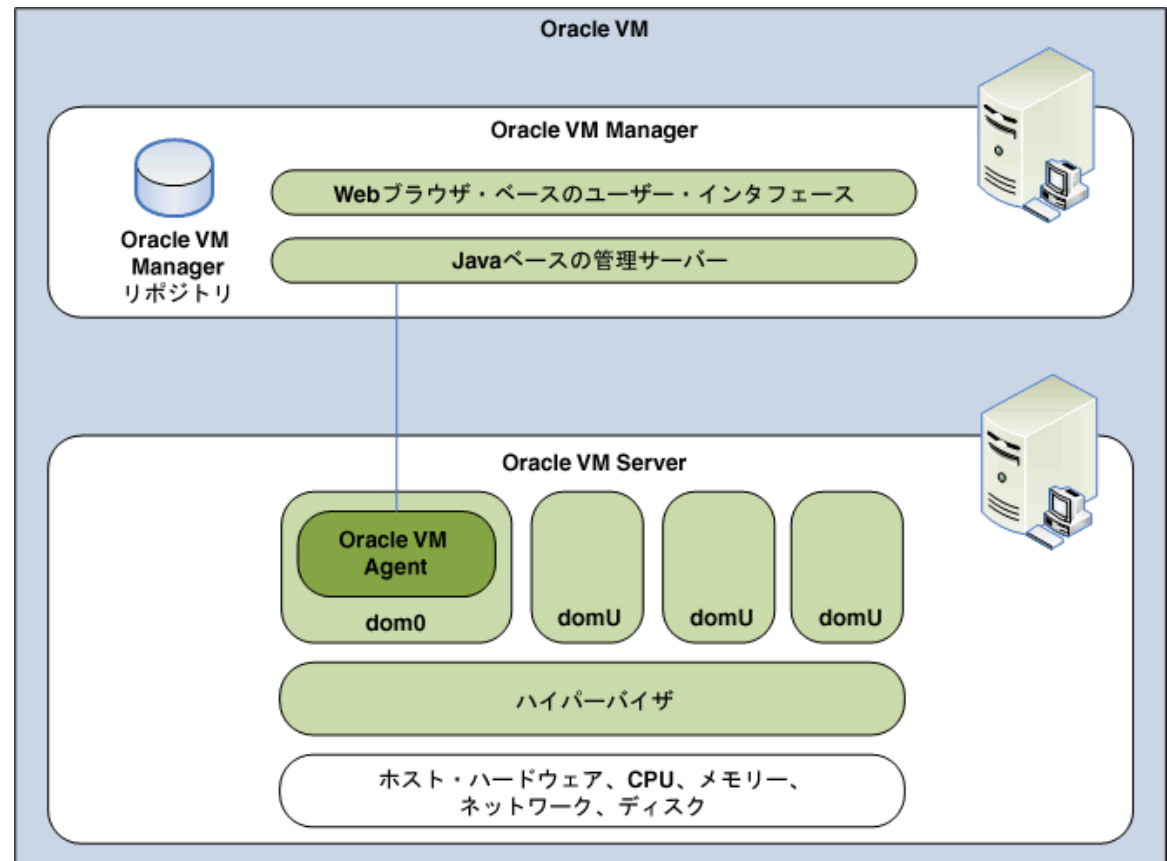 Oracle VM
Oracle VM Manager
Webブラウザ・ベースのユーザー・インタフェース
Javaベースの管理サーバー
Oracle VM
Manager
リポジトリ
Oracle VM Server
Oracle VM
Agent
dom0
domU
domU
domU
ハイパーバイザ
ホスト・ハードウェア、CPU、メモリー、
ネットワーク、ディスク